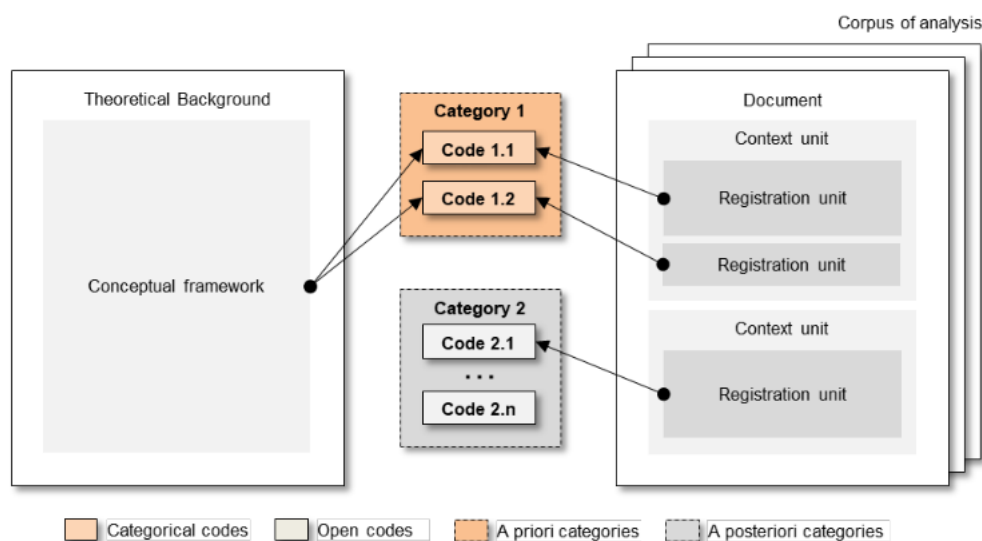 Corpus of analysis
Theoretical Background
Conceptual framework
Category 1
Code 1.1
Code 1.2
Category 2
Code 2.1
...
Code 2.n
Document
Context unit
Registration unit
Registration unit
Context unit
Registration unit
Categorical codes
Open codes
A priori categories
A posteriori categories